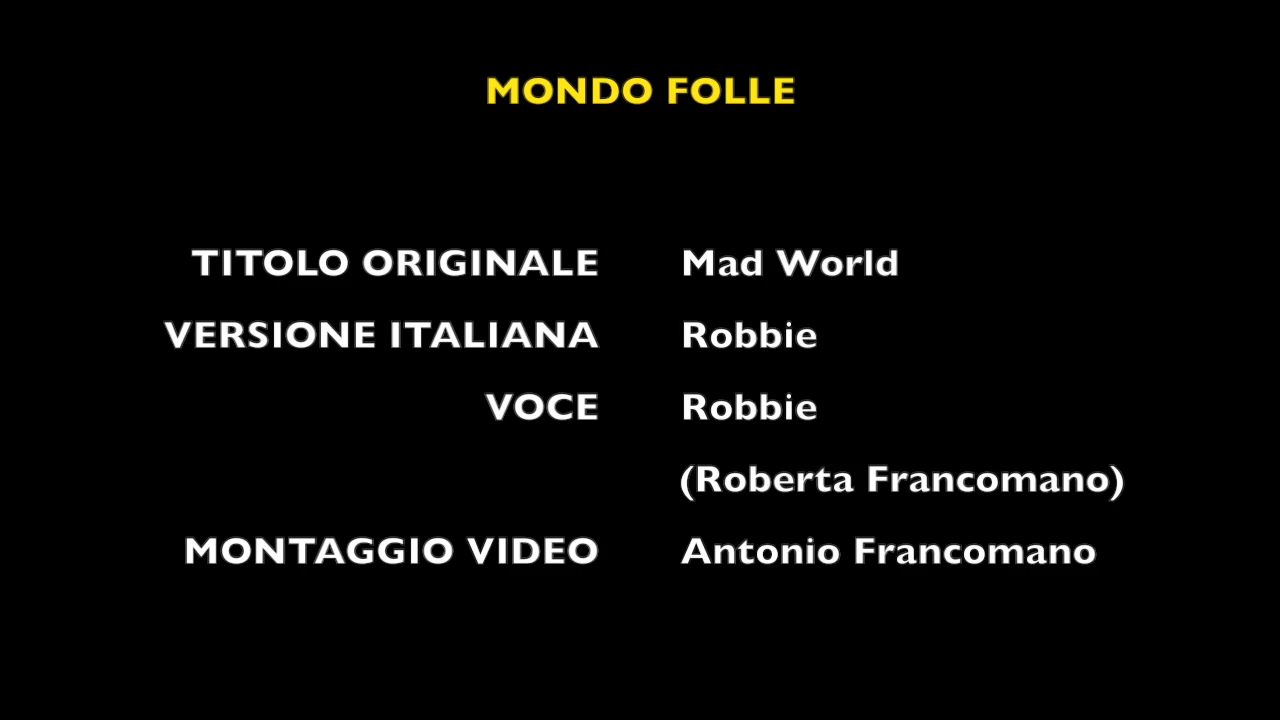 MONDO FOLLE
TITOLO ORIGINALE Mad World
VERSIONE ITALIANA Robbie
VOCE Robbie
(Roberta Francomano)
MONTAGGIO VIDEO Antonio Francomano